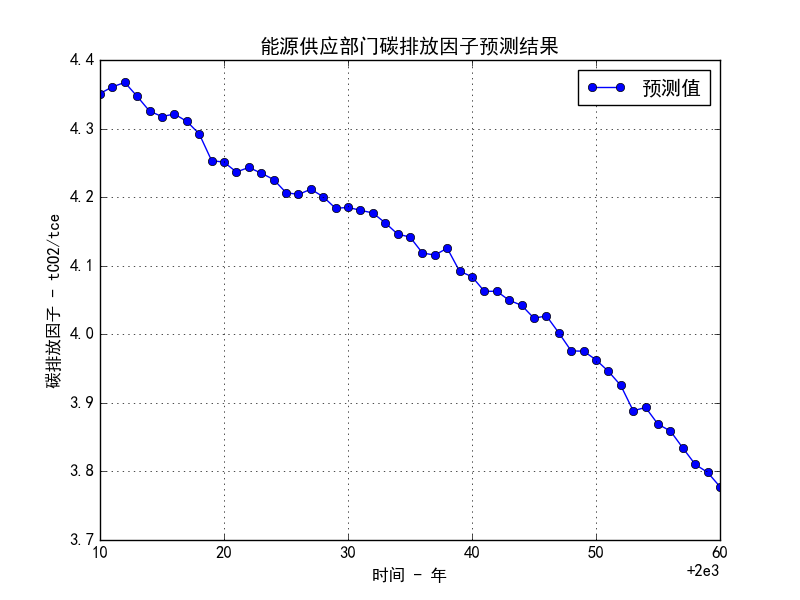 能源供应部门碳排放因子预测结果
预测值
4.4
4.3
4.2
4.1
4.0
3.9
3.8
3.7
碳排放因子 - tCO2/tce
10 20 30 40 50 60
+2e3
时间 - 年